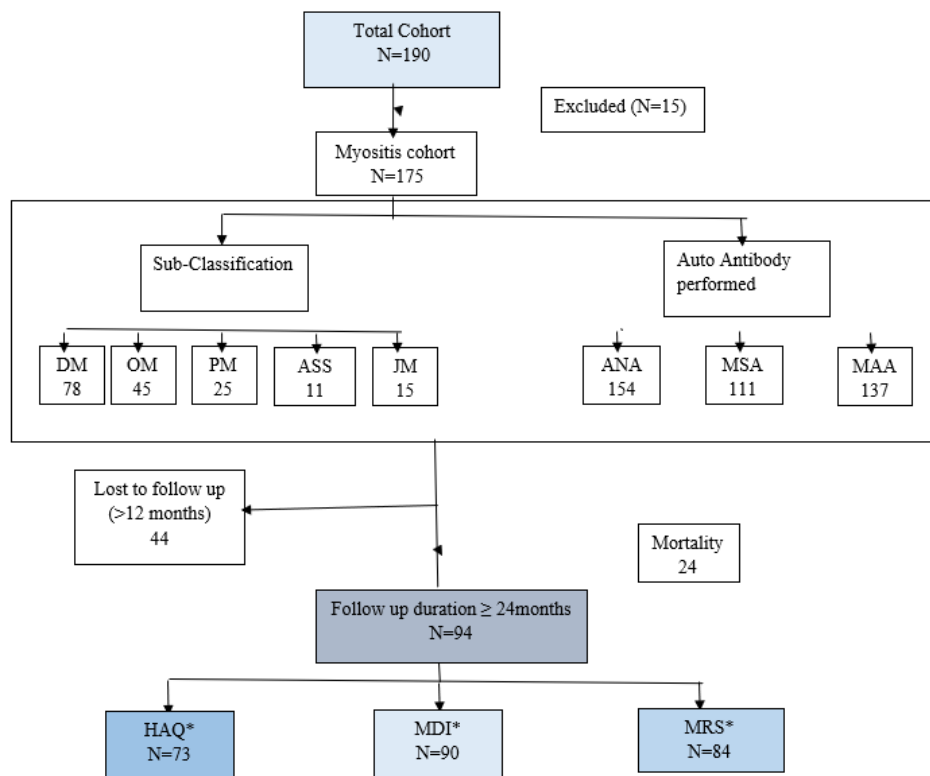 Total Cohort
N=190
Excluded (N=15)
Myositis cohort
N=175
Sub-Classification
Auto Antibody
performed
DM
78
OM
45
PM
25
ASS
11
JM
15
ANA
154
MSA
111
MAA
137
Lost to follow up
(>12 months)
44
Mortality
24
Follow up duration ≥ 24months
N=94
HAQ*
N=73
MDI*
N=90
MRS*
N=84